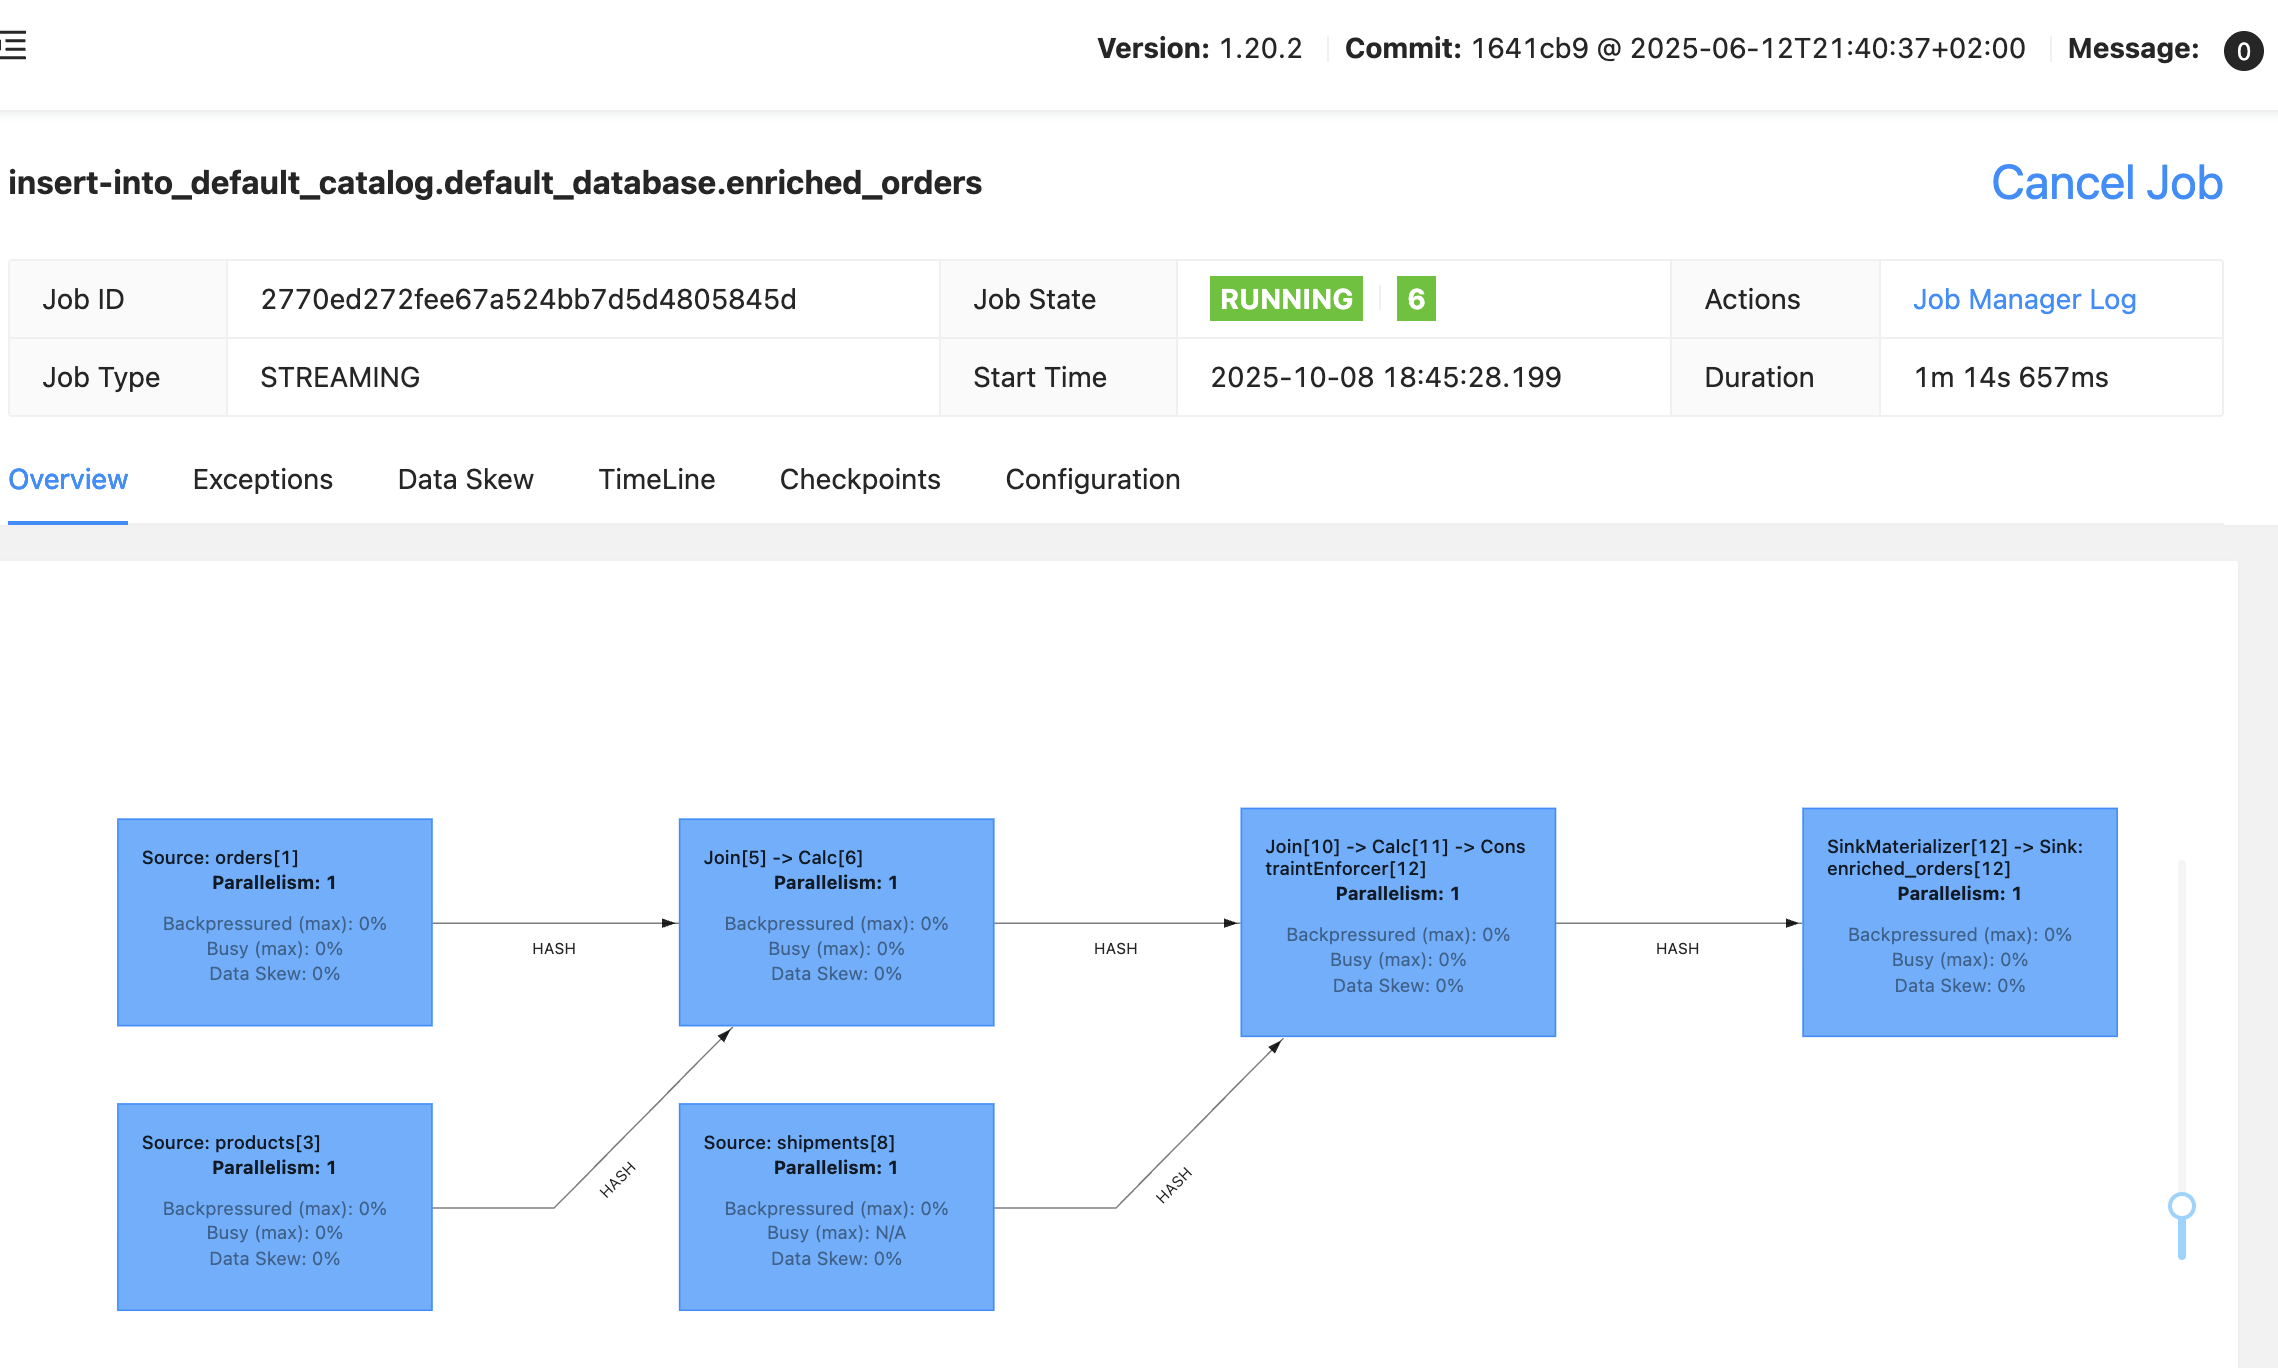 Version: 1.20.2 Commit: 1641cb9 @ 2025-06-12T21:40:37+02:00 Message: 0
insert-into_default_catalog.default_database.enriched_orders Cancel Job
Job ID 2770ed272fee67a524bb7d5d4805845d Job State RUNNING 6 Actions Job Manager Log
Job Type STREAMING Start Time 2025-10-08 18:45:28.199 Duration 1m 14s 657ms
Overview Exceptions Data Skew TimeLine Checkpoints Configuration
Source: orders[1]
Parallelism: 1
Backpressured (max): 0%
Busy (max): 0%
Data Skew: 0%
HASH
Join[5] -> Calc[6]
Parallelism: 1
Backpressured (max): 0%
Busy (max): 0%
Data Skew: 0%
HASH
Join[10] -> Calc[11] -> Cons
traintEnforcer[12]
Parallelism: 1
Backpressured (max): 0%
Busy (max): 0%
Data Skew: 0%
HASH
SinkMaterializer[12] -> Sink:
enriched_orders[12]
Parallelism: 1
Backpressured (max): 0%
Busy (max): 0%
Data Skew: 0%
Source: products[3]
Parallelism: 1
Backpressured (max): 0%
Busy (max): 0%
Data Skew: 0%
HASH
Source: shipments[8]
Parallelism: 1
Backpressured (max): 0%
Busy (max): N/A
Data Skew: 0%
HASH